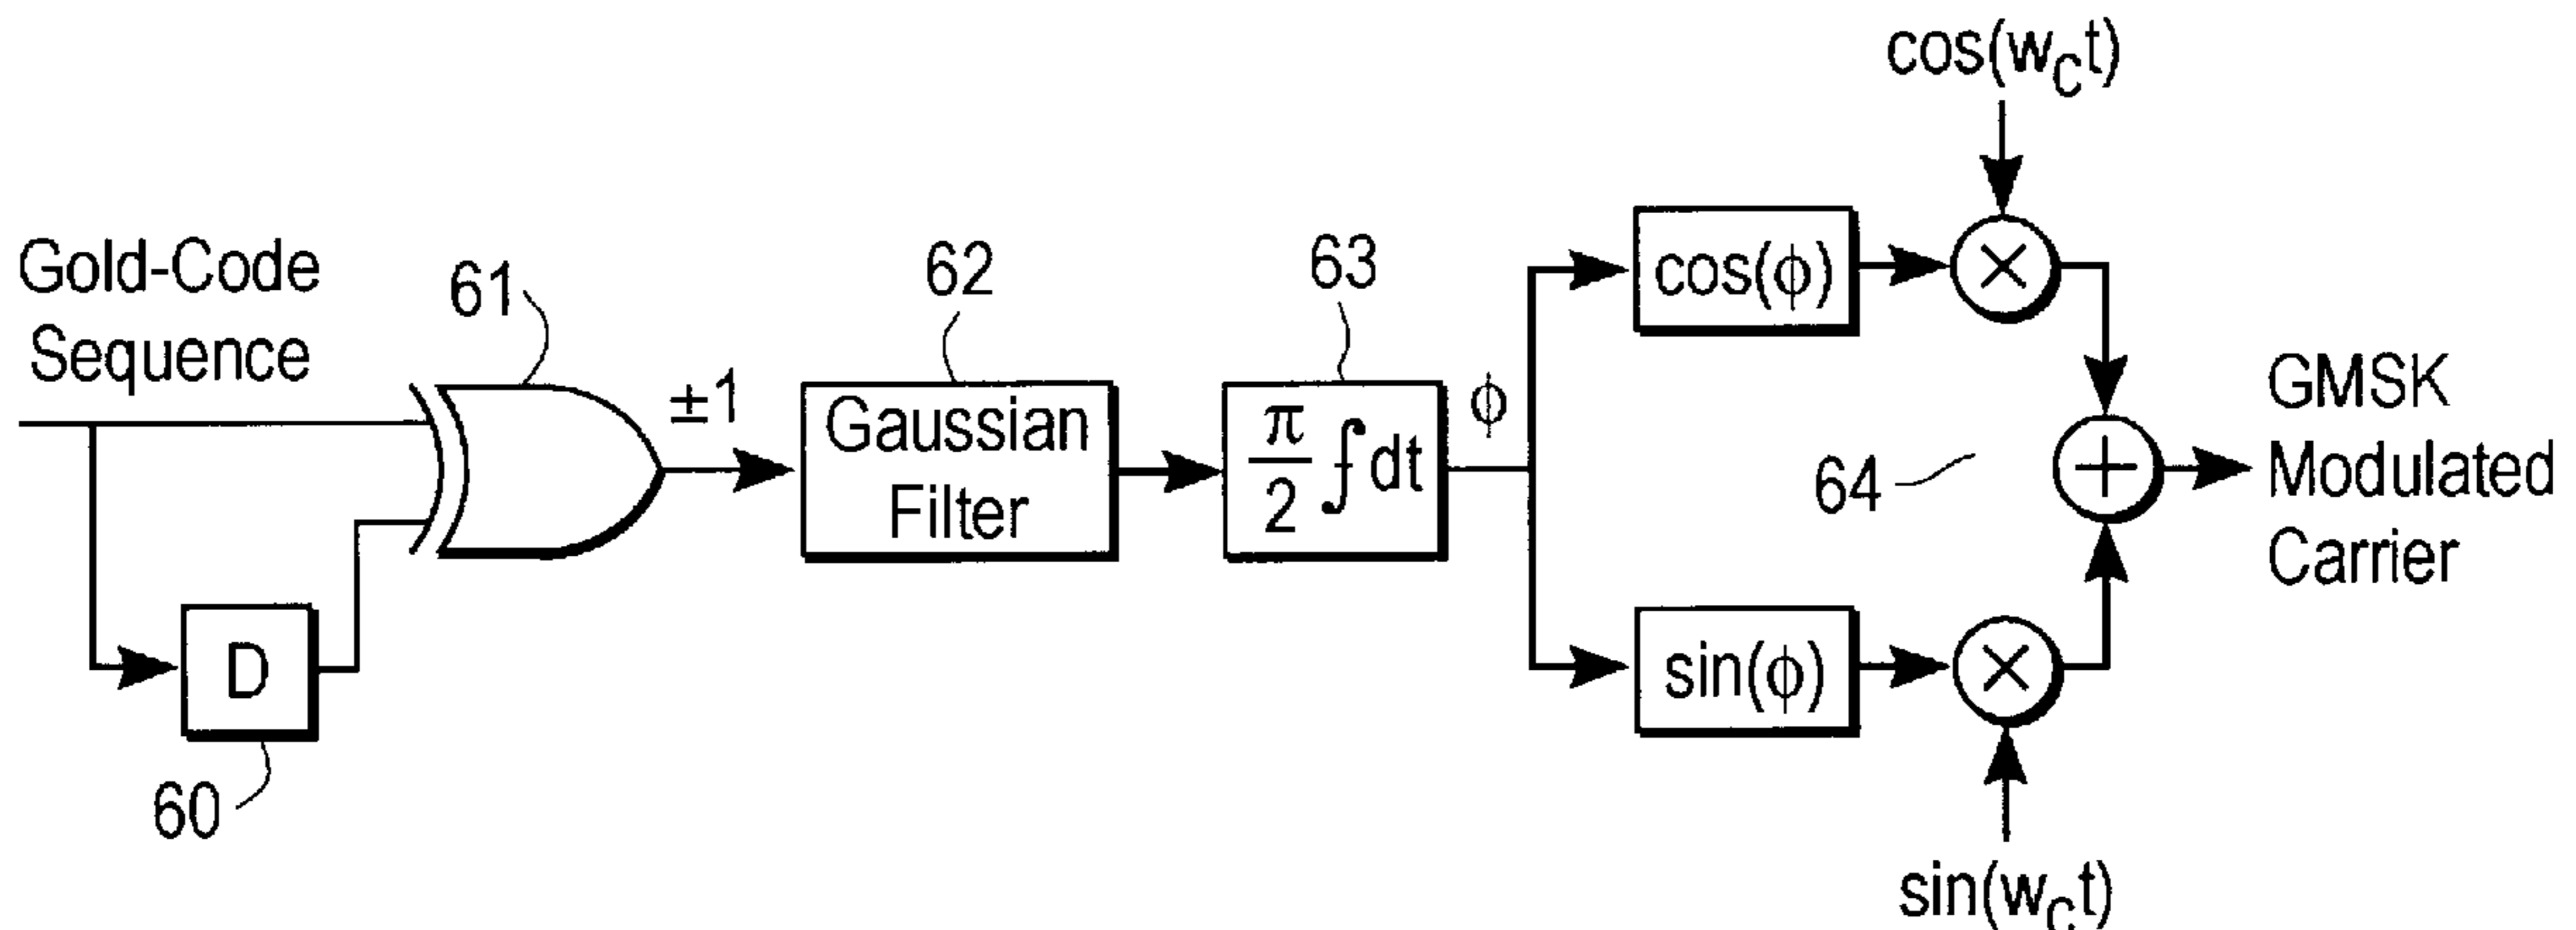 cos(w_c t)
Gold-Code
Sequence
61
±1
62
Gaussian
Filter
63
π/2 ∫dt
ϕ
cos(ϕ)
×
64
+
GMSK
Modulated
Carrier
D
60
sin(ϕ)
×
sin(w_c t)